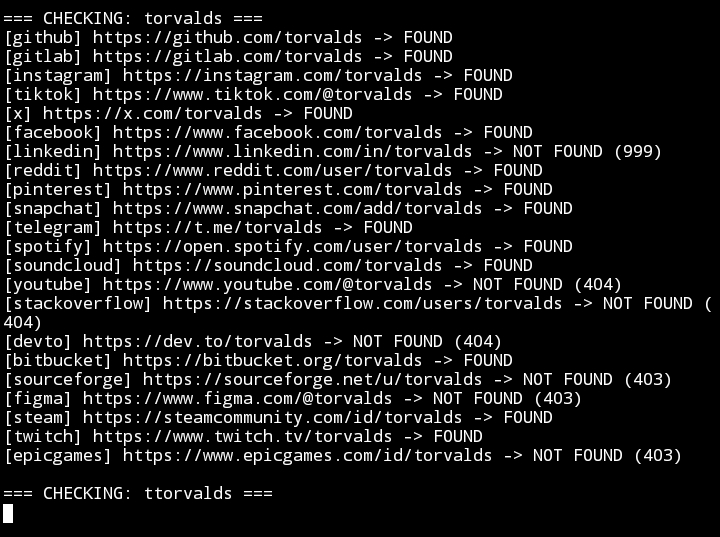 === CHECKING: torvalds ===
[github] https://github.com/torvalds -> FOUND
[gitlab] https://gitlab.com/torvalds -> FOUND
[instagram] https://instagram.com/torvalds -> FOUND
[tiktok] https://www.tiktok.com/@torvalds -> FOUND
[x] https://x.com/torvalds -> FOUND
[facebook] https://www.facebook.com/torvalds -> FOUND
[linkedin] https://www.linkedin.com/in/torvalds -> NOT FOUND (999)
[reddit] https://www.reddit.com/user/torvalds -> FOUND
[pinterest] https://www.pinterest.com/torvalds -> FOUND
[snapchat] https://www.snapchat.com/add/torvalds -> FOUND
[telegram] https://t.me/torvalds -> FOUND
[spotify] https://open.spotify.com/user/torvalds -> FOUND
[soundcloud] https://soundcloud.com/torvalds -> FOUND
[youtube] https://www.youtube.com/@torvalds -> NOT FOUND (404)
[stackoverflow] https://stackoverflow.com/users/torvalds -> NOT FOUND (
404)
[devto] https://dev.to/torvalds -> NOT FOUND (404)
[bitbucket] https://bitbucket.org/torvalds -> FOUND
[sourceforge] https://sourceforge.net/u/torvalds -> NOT FOUND (403)
[figma] https://www.figma.com/@torvalds -> NOT FOUND (403)
[steam] https://steamcommunity.com/id/torvalds -> FOUND
[twitch] https://www.twitch.tv/torvalds -> FOUND
[epicgames] https://www.epicgames.com/id/torvalds -> NOT FOUND (403)
=== CHECKING: ttorvalds ===